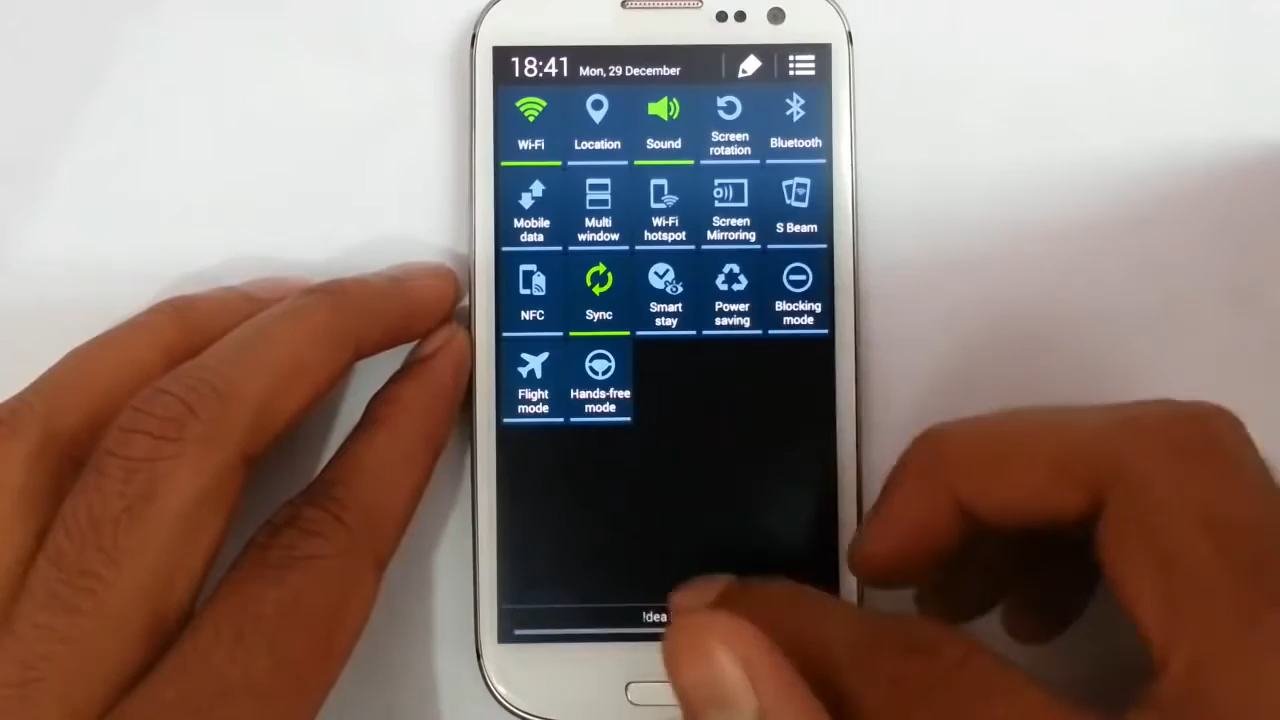 18:41 Mon, 29 December
Wi-Fi
Location
Sound
Screen
rotation
Bluetooth
Mobile
data
Multi
window
Wi-Fi
hotspot
Screen
Mirroring
S Beam
NFC
Sync
Smart
stay
Power
saving
Blocking
mode
Flight
mode
Hands-free
mode
!dea